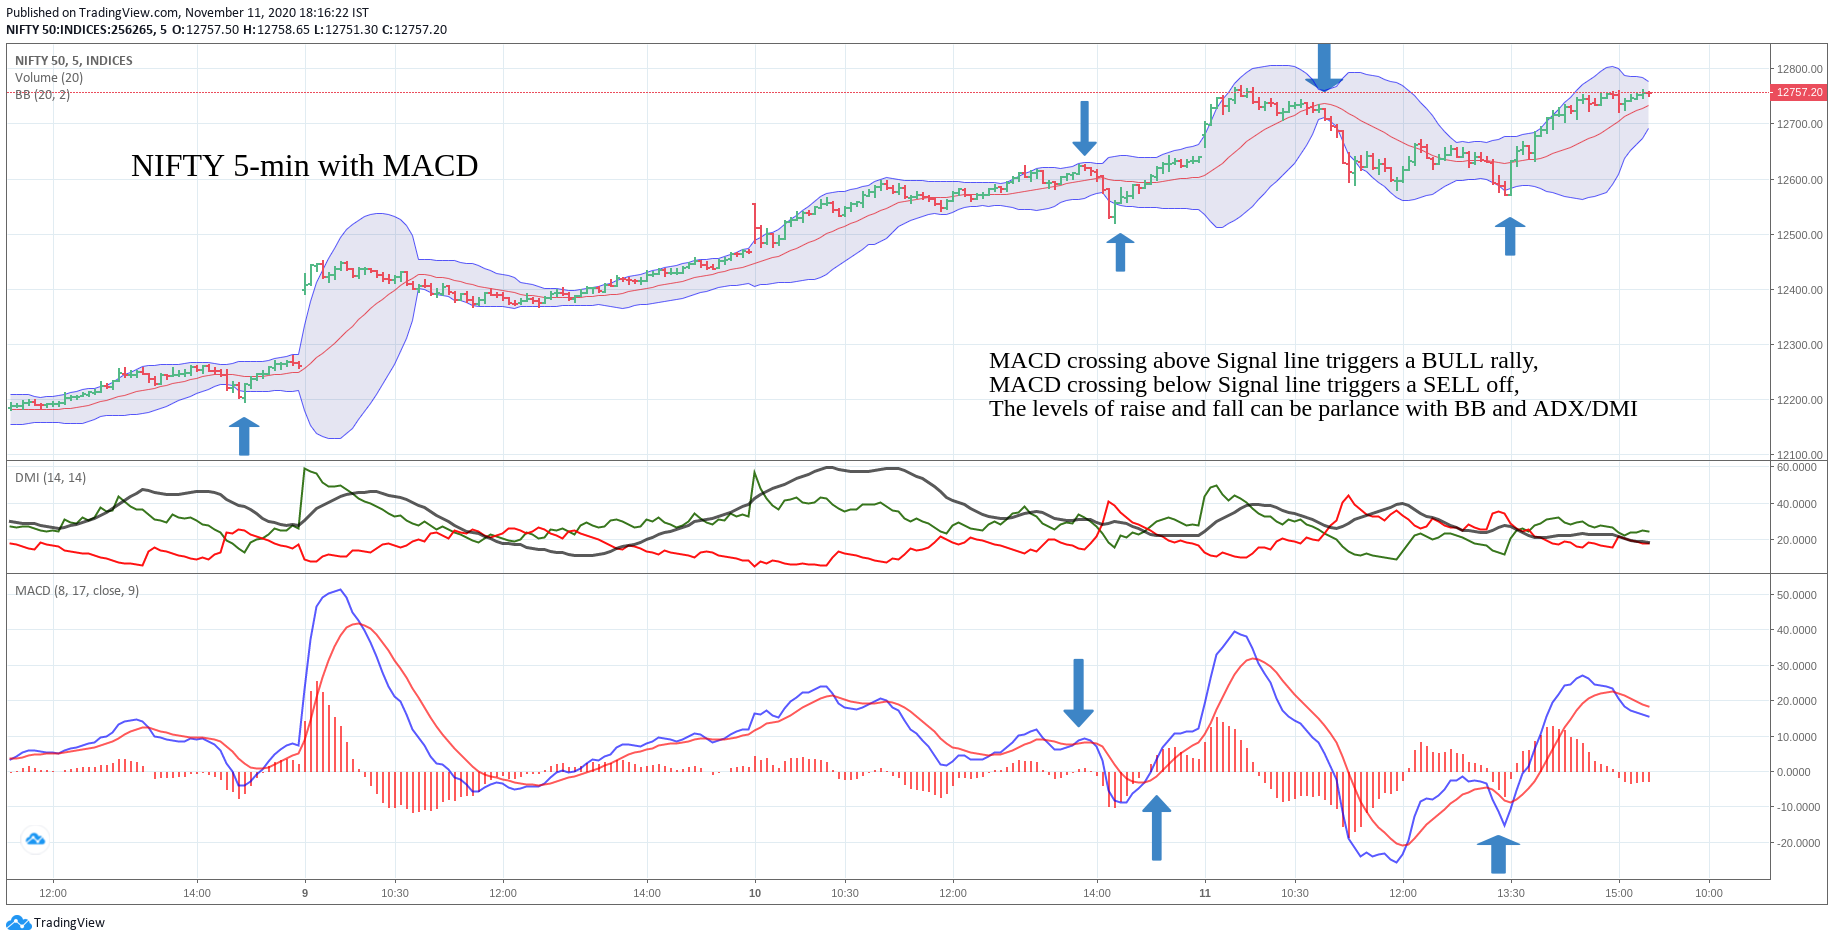 Published on TradingView.com, November 11, 2020 18:16:22 IST
NIFTY 50:INDICES:256265, 5 O:12757.50 H:12758.65 L:12751.30 C:12757.20
NIFTY 50, 5, INDICES
Volume (20)
BB (20, 2)
NIFTY 5-min with MACD
MACD crossing above Signal line triggers a BULL rally,
MACD crossing below Signal line triggers a SELL off,
The levels of raise and fall can be parlance with BB and ADX/DMI
12800.00
12757.20
12700.00
12600.00
12500.00
12400.00
12300.00
12200.00
12100.00
DMI (14, 14)
60.0000
40.0000
20.0000
MACD (8, 17, close, 9)
50.0000
40.0000
30.0000
20.0000
10.0000
0.0000
-10.0000
-20.0000
12:00 14:00 9 10:30 12:00 14:00 10 10:30 12:00 14:00 11 10:30 12:00 13:30 15:00 10:00
TradingView